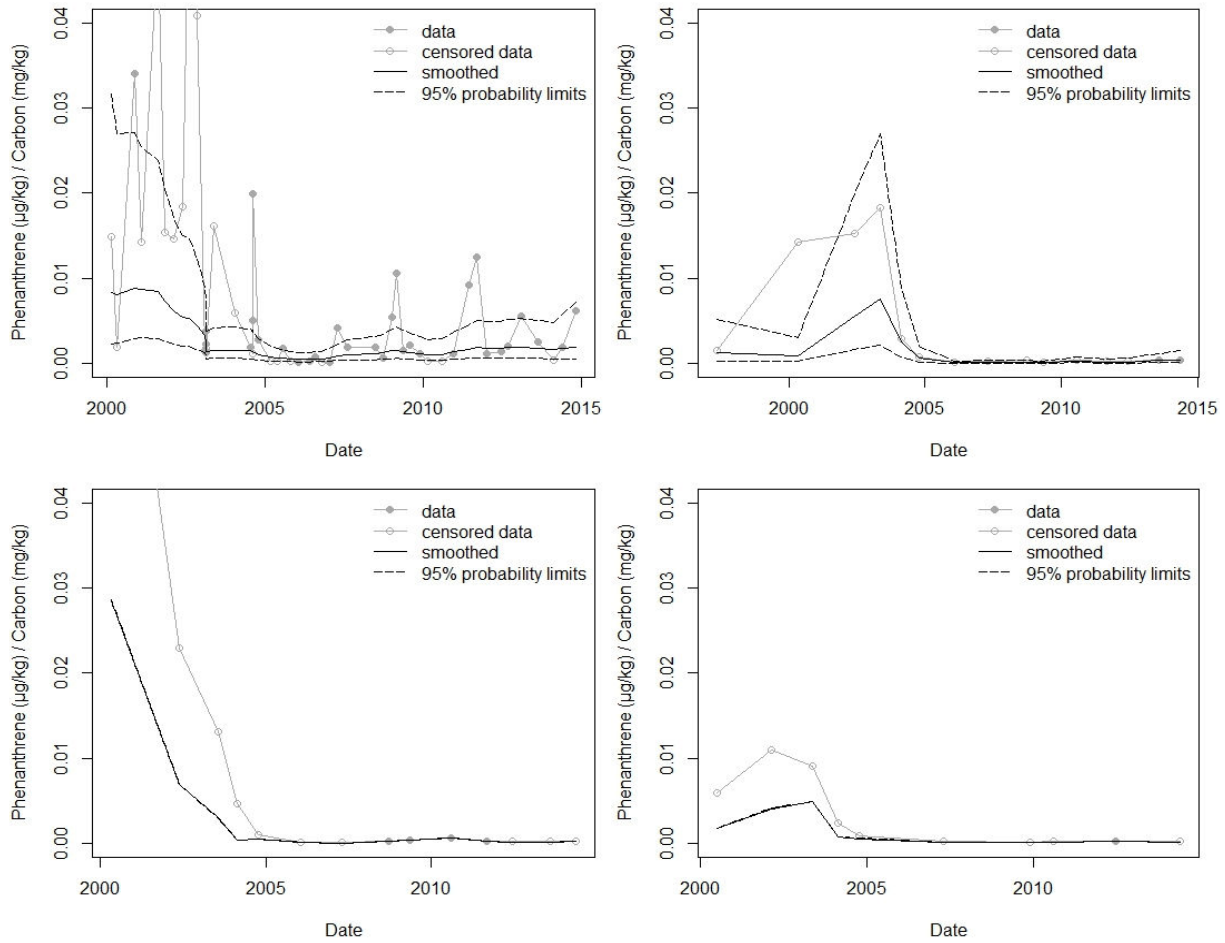 Phenanthrene (µg/kg) / Carbon (mg/kg)
0.04
0.03
0.02
0.01
0.00
data
censored data
smoothed
95% probability limits
2000
2005
2010
2015
Date
Phenanthrene (µg/kg) / Carbon (mg/kg)
0.04
0.03
0.02
0.01
0.00
data
censored data
smoothed
95% probability limits
2000
2005
2010
2015
Date
Phenanthrene (µg/kg) / Carbon (mg/kg)
0.04
0.03
0.02
0.01
0.00
data
censored data
smoothed
95% probability limits
2000
2005
2010
Date
Phenanthrene (µg/kg) / Carbon (mg/kg)
0.04
0.03
0.02
0.01
0.00
data
censored data
smoothed
95% probability limits
2000
2005
2010
Date